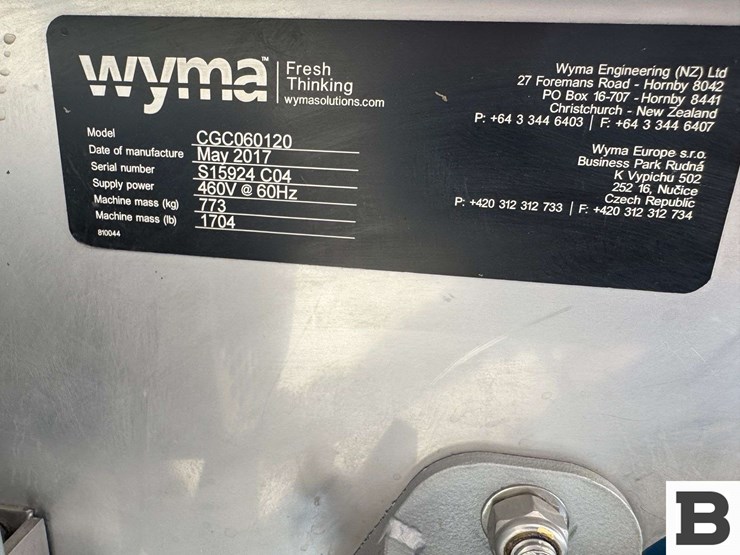 wyma™
Fresh
Thinking
wymasolutions.com
Model CGC060120
Date of manufacture May 2017
Serial number S15924 C04
Supply power 460V @ 60Hz
Machine mass (kg) 773
Machine mass (lb) 1704
810044
Wyma Engineering (NZ) Ltd
27 Foremans Road - Hornby 8042
PO Box 16-707 - Hornby 8441
Christchurch - New Zealand
P: +64 3 344 6403 | F: +64 3 344 6407
Wyma Europe s.r.o.
Business Park Rudná
K Vypichu 502
252 16, Nučice
Czech Republic
P: +420 312 312 733 | F: +420 312 312 734
B